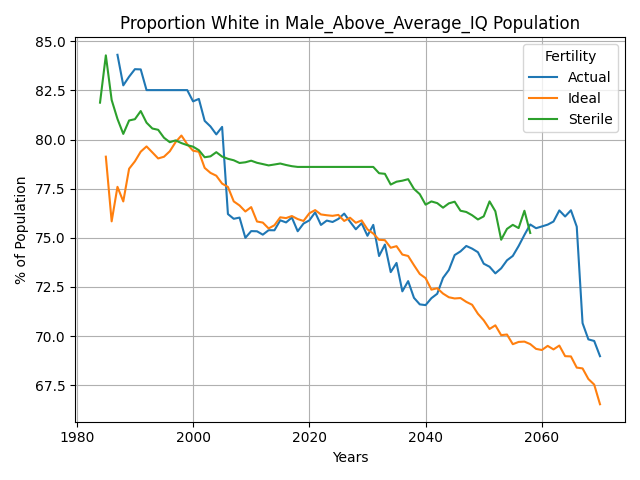 Proportion White in Male_Above_Average_IQ Population
85.0
82.5
80.0
77.5
75.0
72.5
70.0
67.5
% of Population
Fertility
Actual
Ideal
Sterile
1980
2000
2020
2040
2060
Years